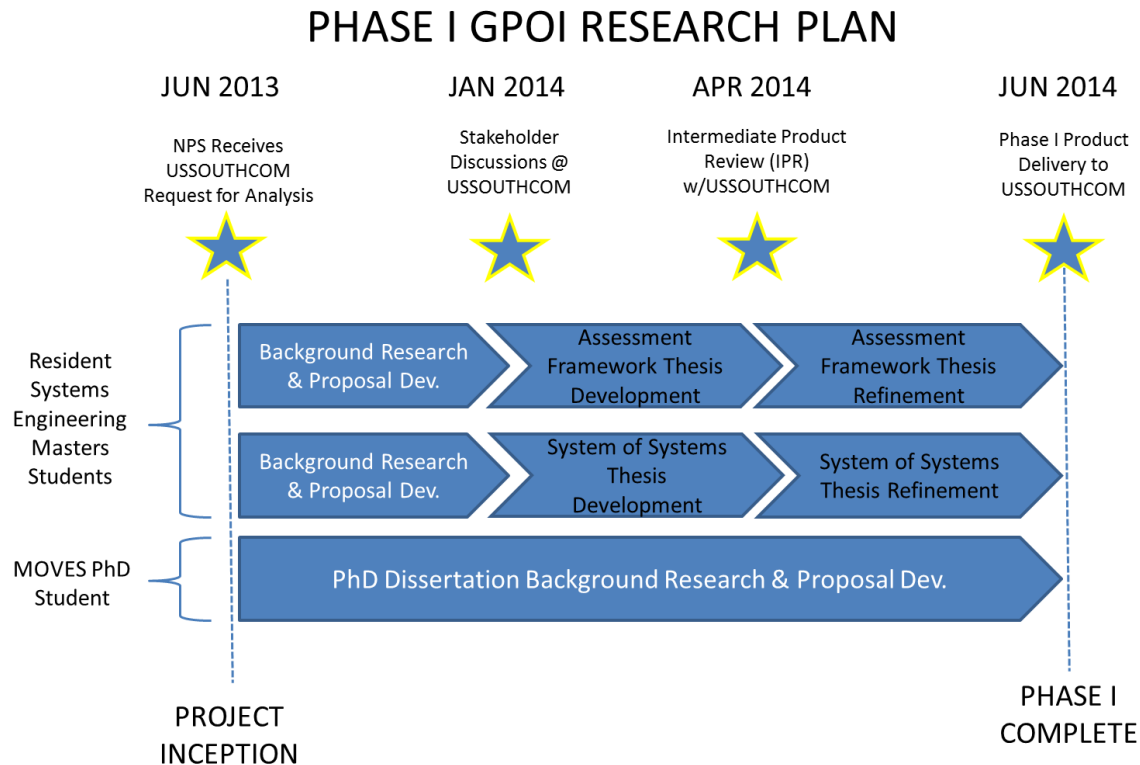 PHASE I GPOI RESEARCH PLAN
JUN 2013
JAN 2014
APR 2014
JUN 2014
NPS Receives
USSOUTHCOM
Request for Analysis
Stakeholder
Discussions @
USSOUTHCOM
Intermediate Product
Review (IPR)
w/USSOUTHCOM
Phase I Product
Delivery to
USSOUTHCOM
Resident
Systems
Engineering
Masters
Students
Background Research
& Proposal Dev.
Assessment
Framework Thesis
Development
Assessment
Framework Thesis
Refinement
Background Research
& Proposal Dev.
System of Systems
Thesis
Development
System of Systems
Thesis Refinement
MOVES PhD
Student
PhD Dissertation Background Research & Proposal Dev.
PROJECT
INCEPTION
PHASE I
COMPLETE